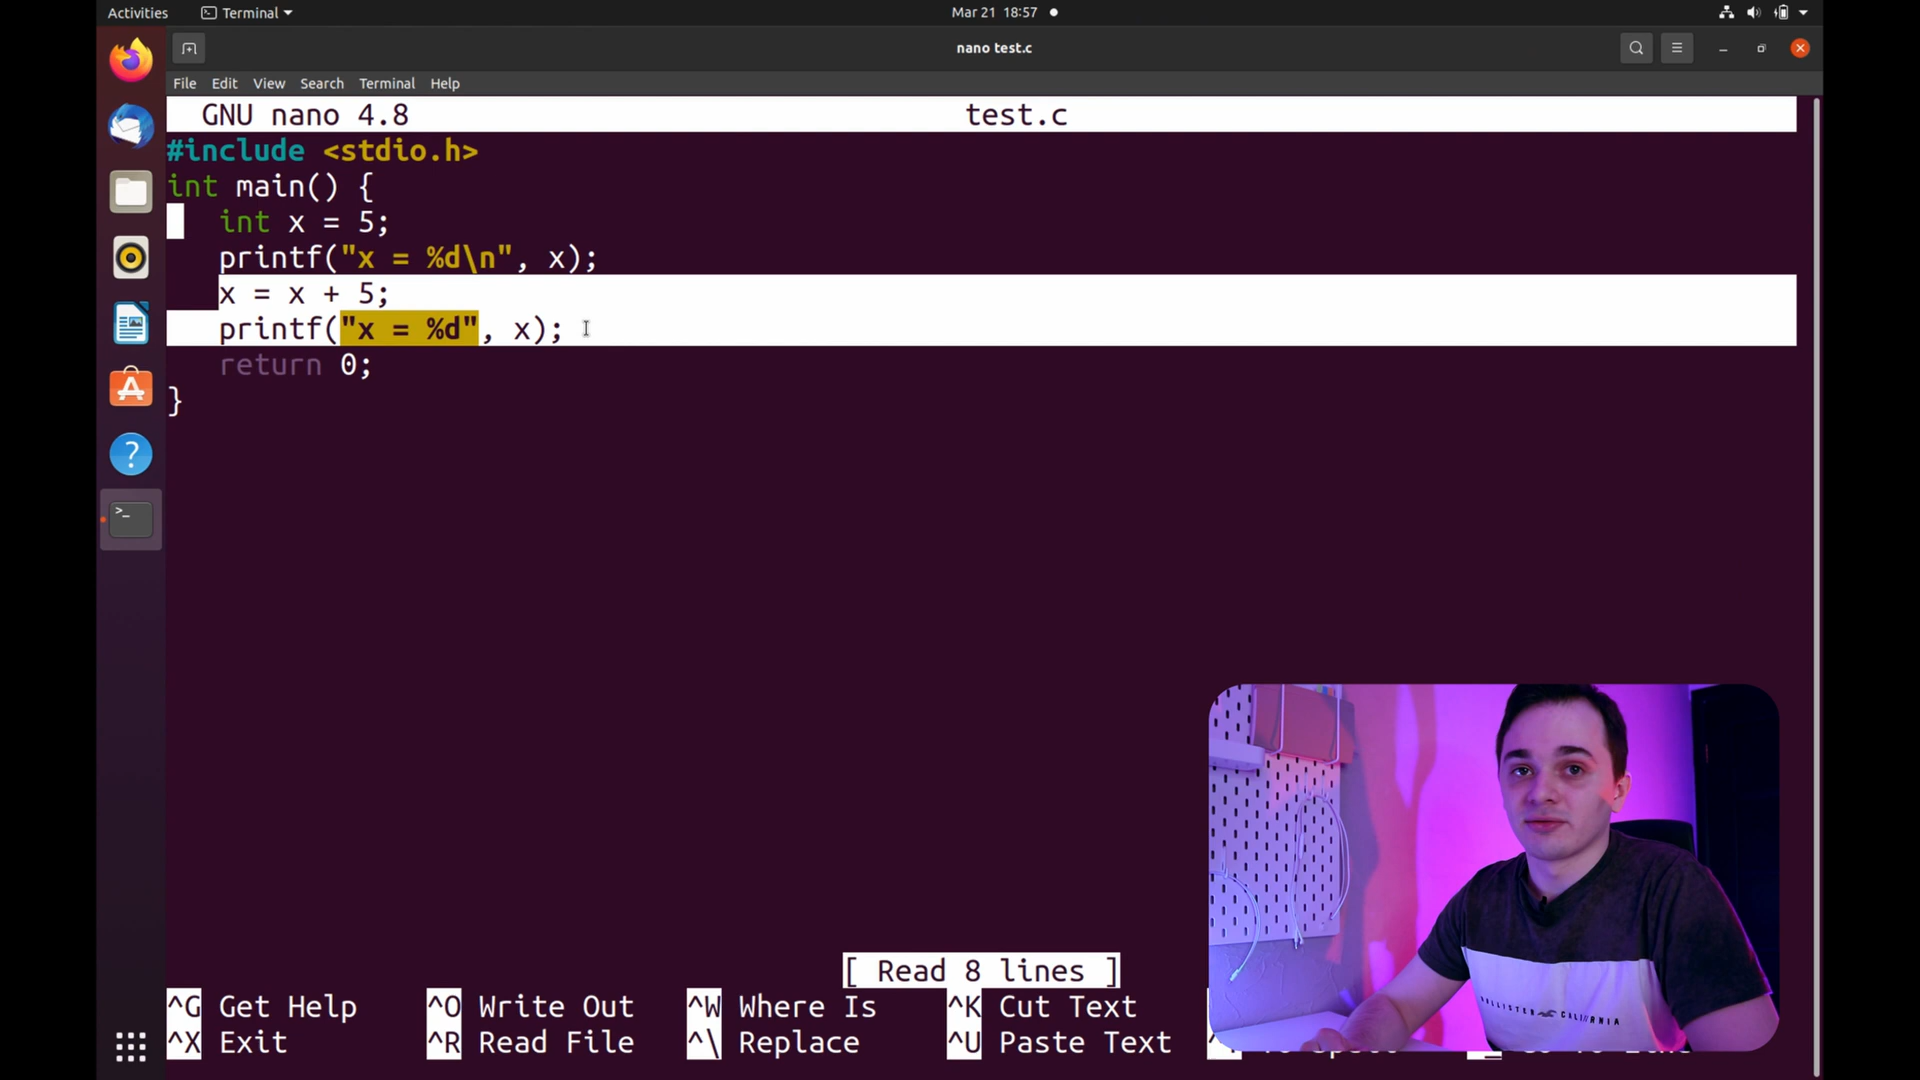 Activities Terminal Mar 21 18:57
nano test.c
File Edit View Search Terminal Help
GNU nano 4.8 test.c
#include <stdio.h>
int main() {
int x = 5;
printf("x = %d\n", x);
x = x + 5;
printf("x = %d", x);
return 0;
}
[ Read 8 lines ]
^G Get Help ^O Write Out ^W Where Is ^K Cut Text
^X Exit ^R Read File ^\ Replace ^U Paste Text
HOLLISTER CALIFORNIA